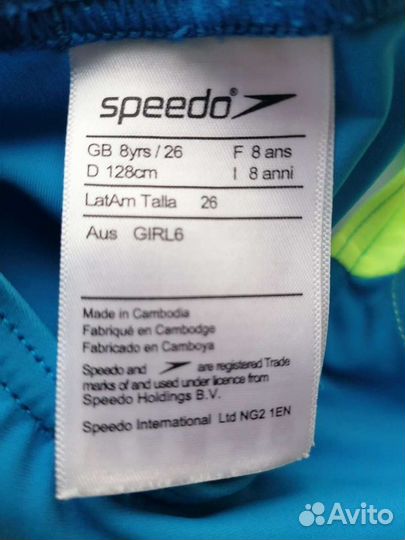 speedo®
GB 8yrs / 26 F 8 ans
D 128cm I 8 anni
LatAm Talla 26
Aus GIRL6
Made in Cambodia
Fabriqué en Cambodge
Fabricado en Camboya
Speedo and are registered Trade
marks of and used under licence from
Speedo Holdings B.V.
Speedo International Ltd NG2 1EN
Avito